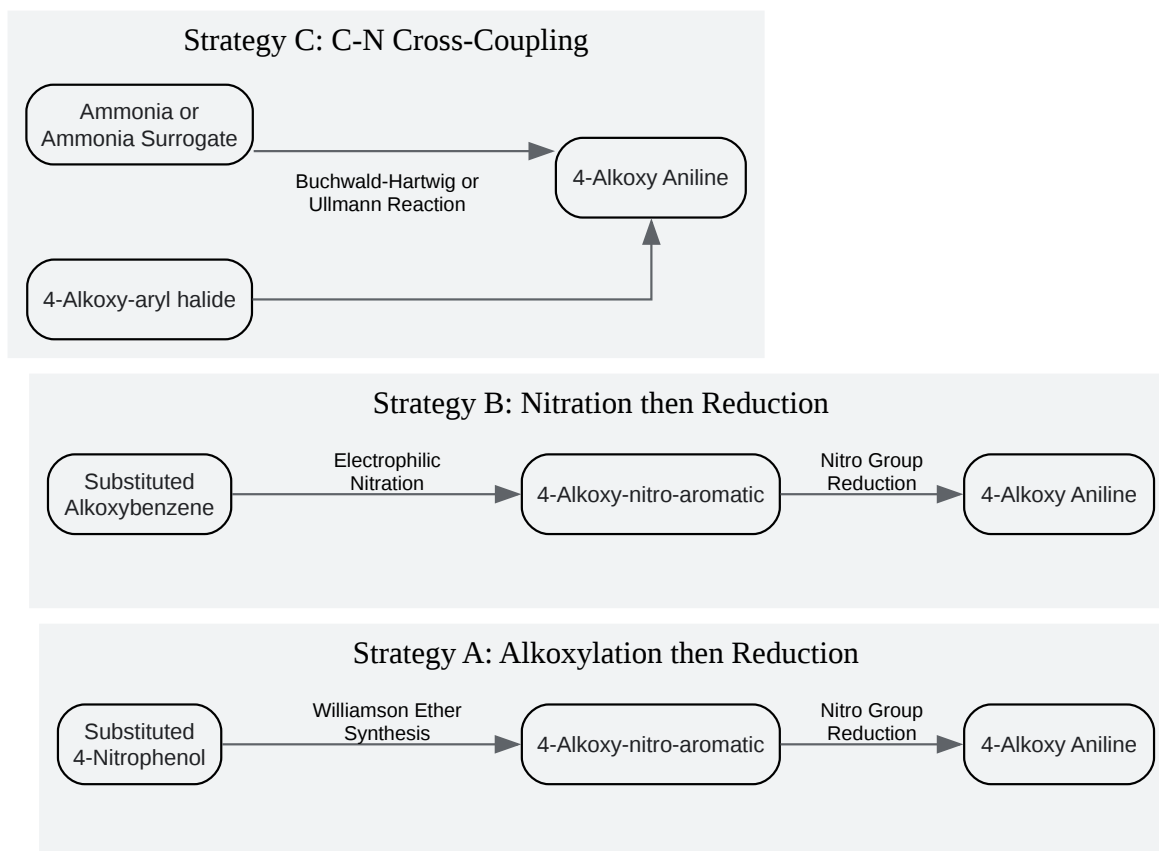 Strategy C: C-N Cross-Coupling
Ammonia or
Ammonia Surrogate
Buchwald-Hartwig or
Ullmann Reaction
4-Alkoxy Aniline
4-Alkoxy-aryl halide
Strategy B: Nitration then Reduction
Substituted
Alkoxybenzene
Electrophilic
Nitration
4-Alkoxy-nitro-aromatic
Nitro Group
Reduction
4-Alkoxy Aniline
Strategy A: Alkoxylation then Reduction
Substituted
4-Nitrophenol
Williamson Ether
Synthesis
4-Alkoxy-nitro-aromatic
Nitro Group
Reduction
4-Alkoxy Aniline